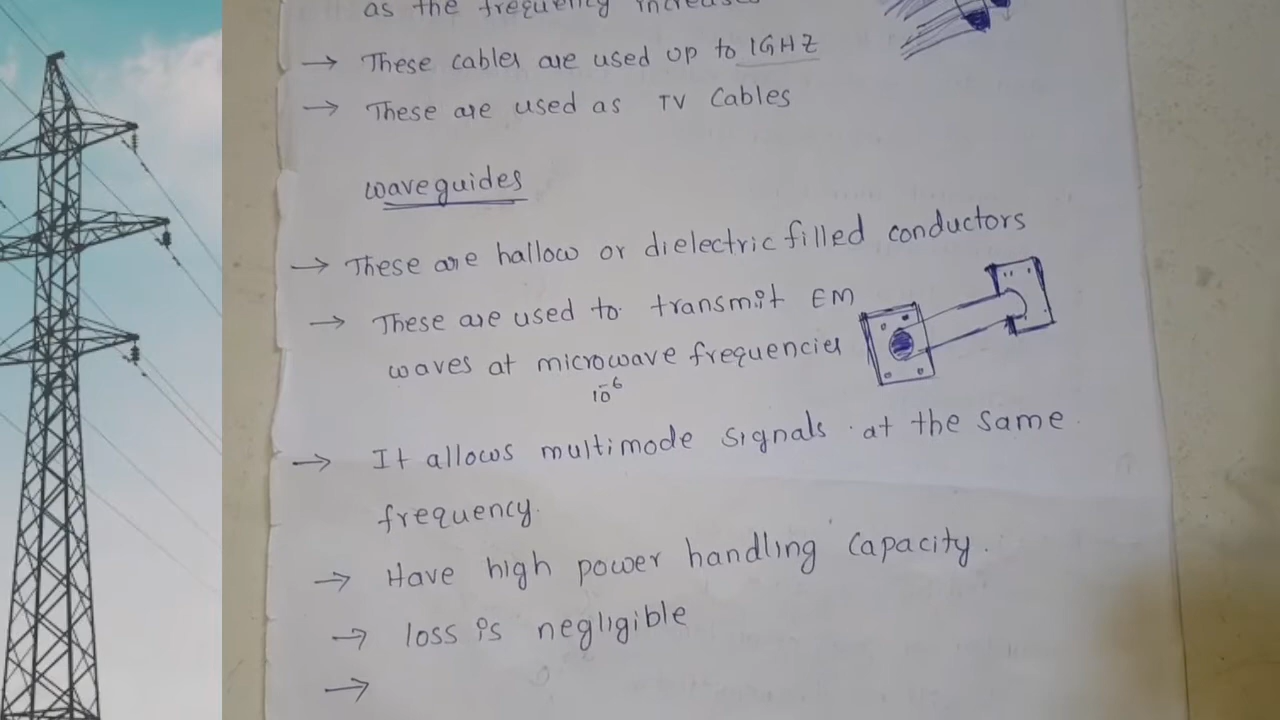 as the frequency increases
→ These cables are used up to 1GHZ
→ These are used as TV Cables
waveguides
→ These are hallow or dielectric filled conductors
→ These are used to transmit EM
waves at microwave frequencies
10⁻⁶
→ It allows multimode signals at the same
frequency.
→ Have high power handling Capacity.
→ loss is negligible
→